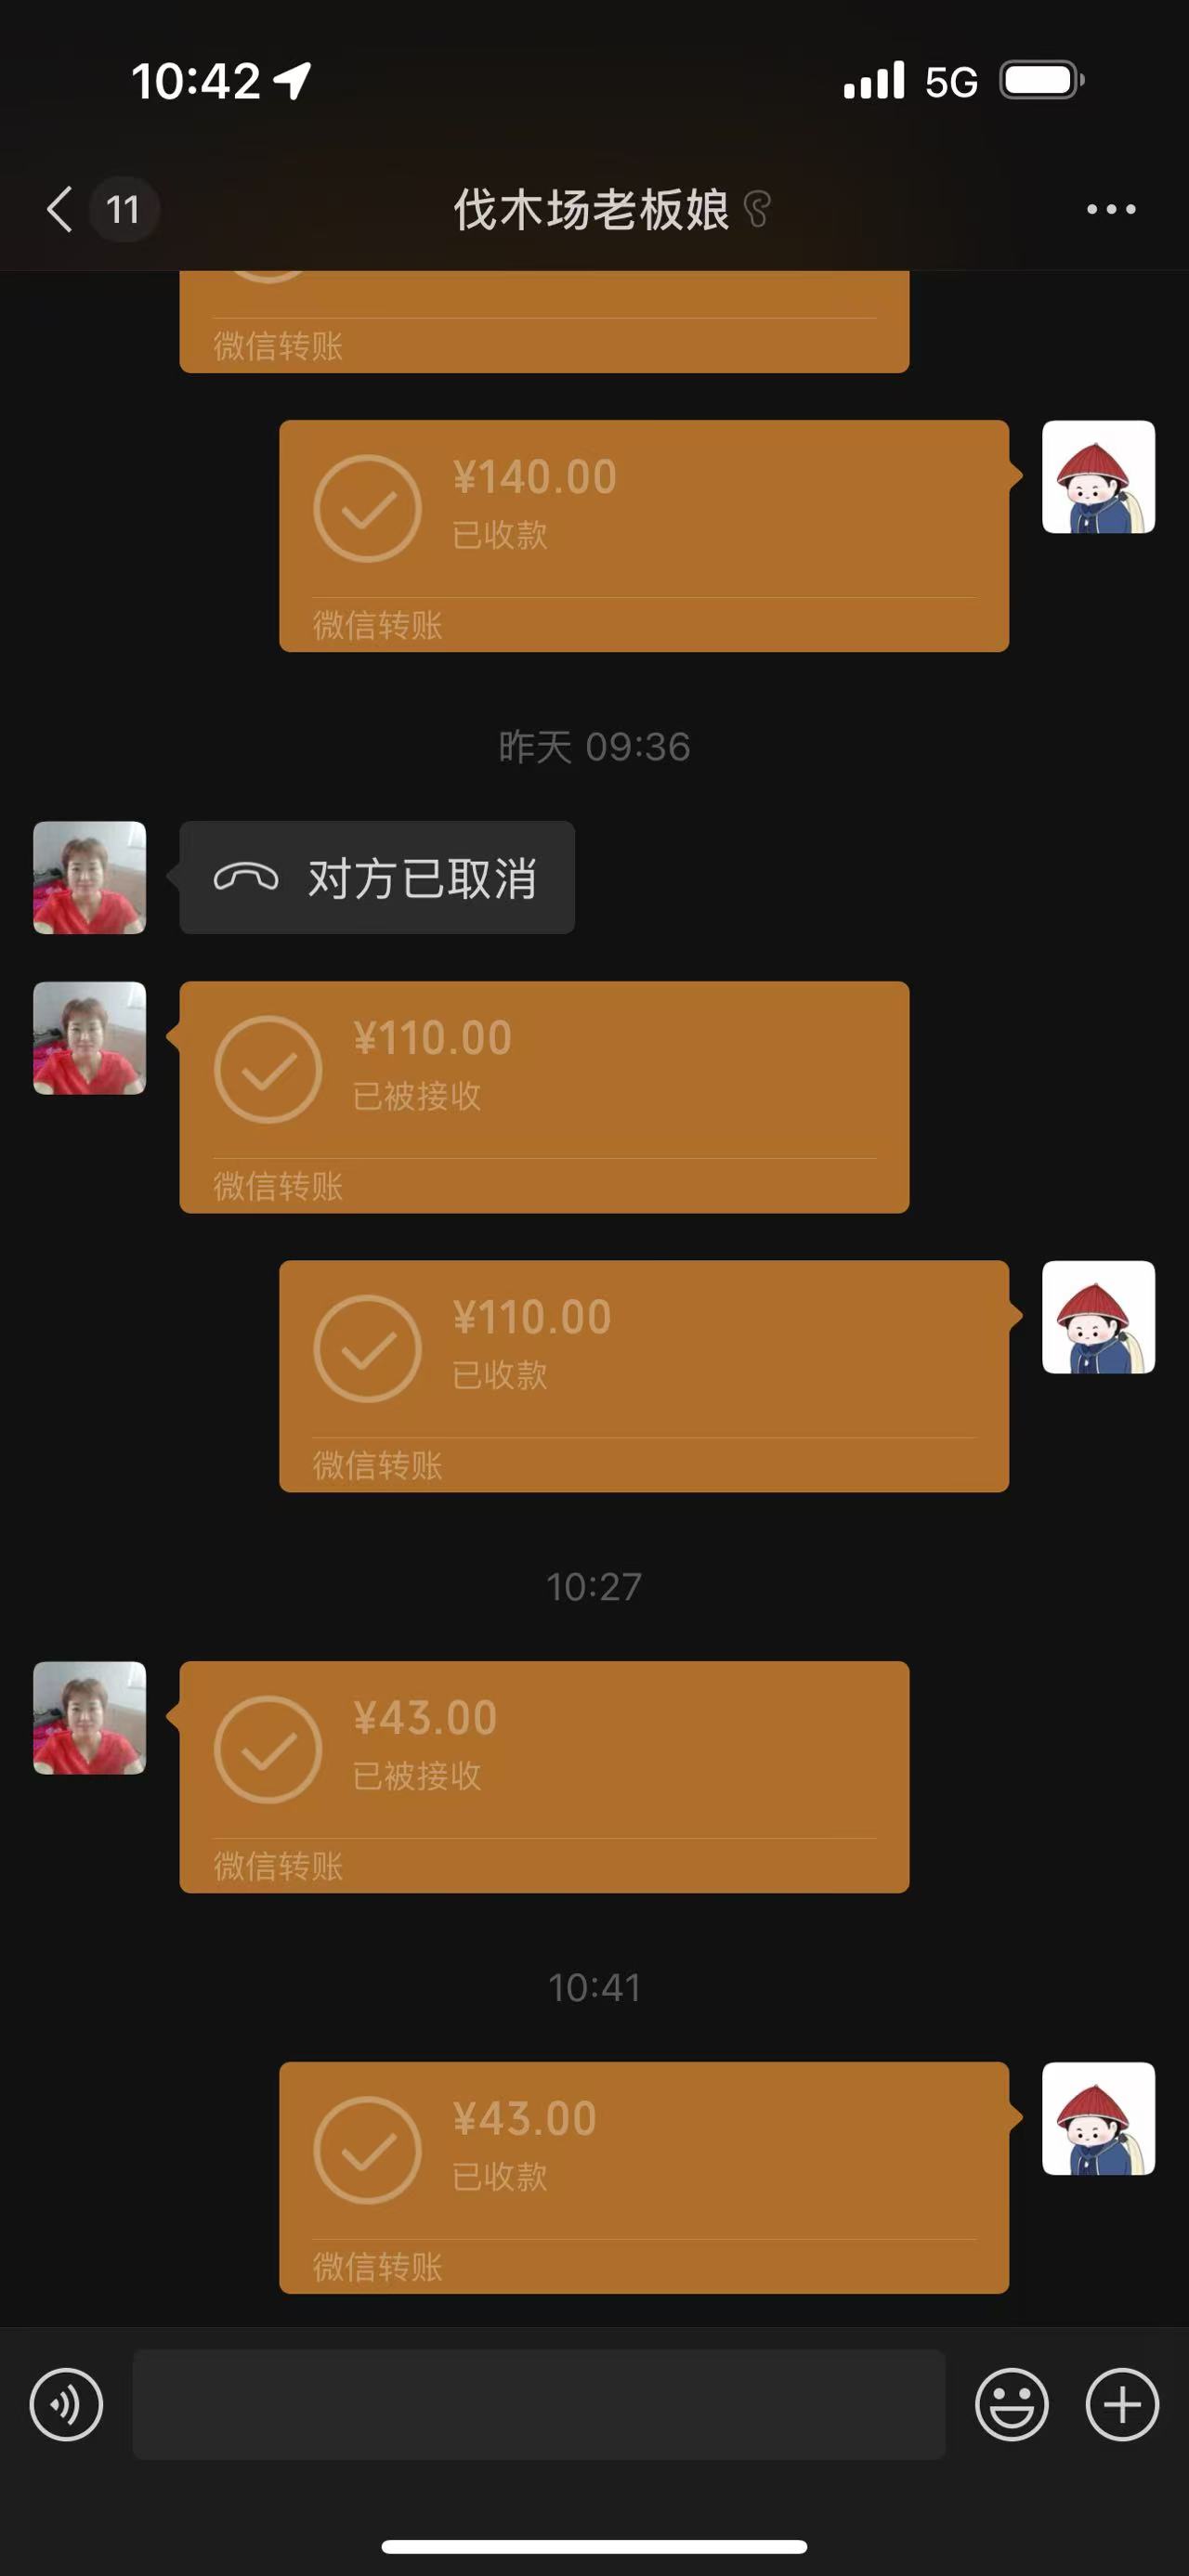 10:42
5G
11
伐木场老板娘
微信转账
¥140.00
已收款
微信转账
昨天 09:36
对方已取消
¥110.00
已被接收
微信转账
¥110.00
已收款
微信转账
10:27
¥43.00
已被接收
微信转账
10:41
¥43.00
已收款
微信转账